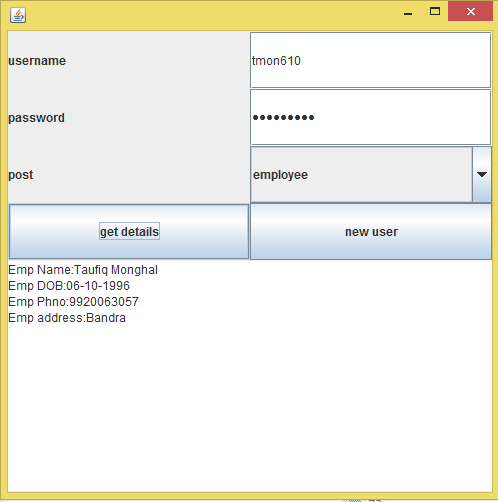 username
tmon610
password
•••••••••
post
employee
get details
new user
Emp Name:Taufiq Monghal
Emp DOB:06-10-1996
Emp Phno:9920063057
Emp address:Bandra